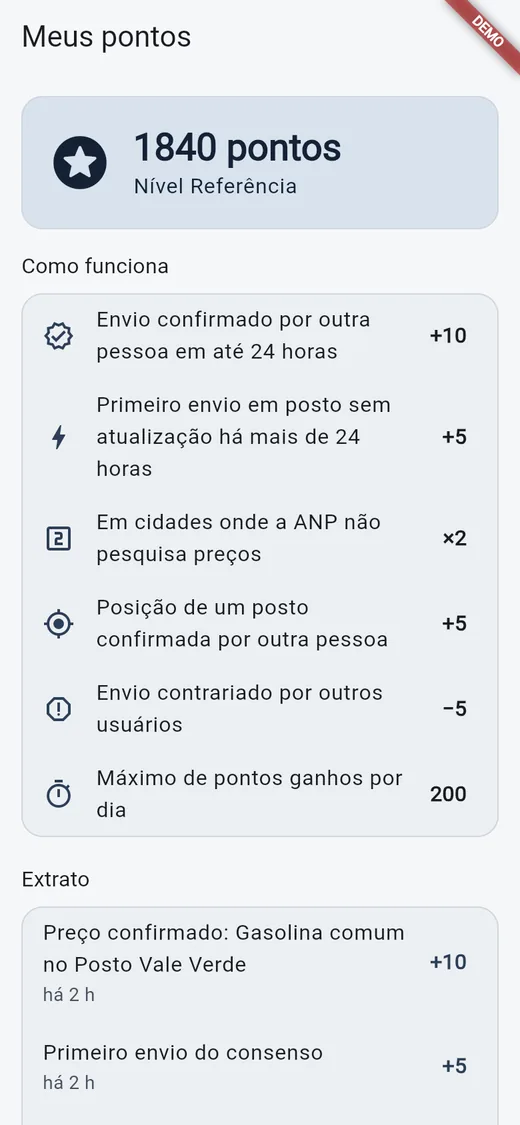 Meus pontos
DEMO
1840 pontos
Nível Referência
Como funciona
Envio confirmado por outra
pessoa em até 24 horas
+10
Primeiro envio em posto sem
atualização há mais de 24
horas
+5
2
Em cidades onde a ANP não
pesquisa preços
×2
Posição de um posto
confirmada por outra pessoa
+5
Envio contrariado por outros
usuários
−5
Máximo de pontos ganhos por
dia
200
Extrato
Preço confirmado: Gasolina comum
no Posto Vale Verde
+10
há 2 h
Primeiro envio do consenso
+5
há 2 h